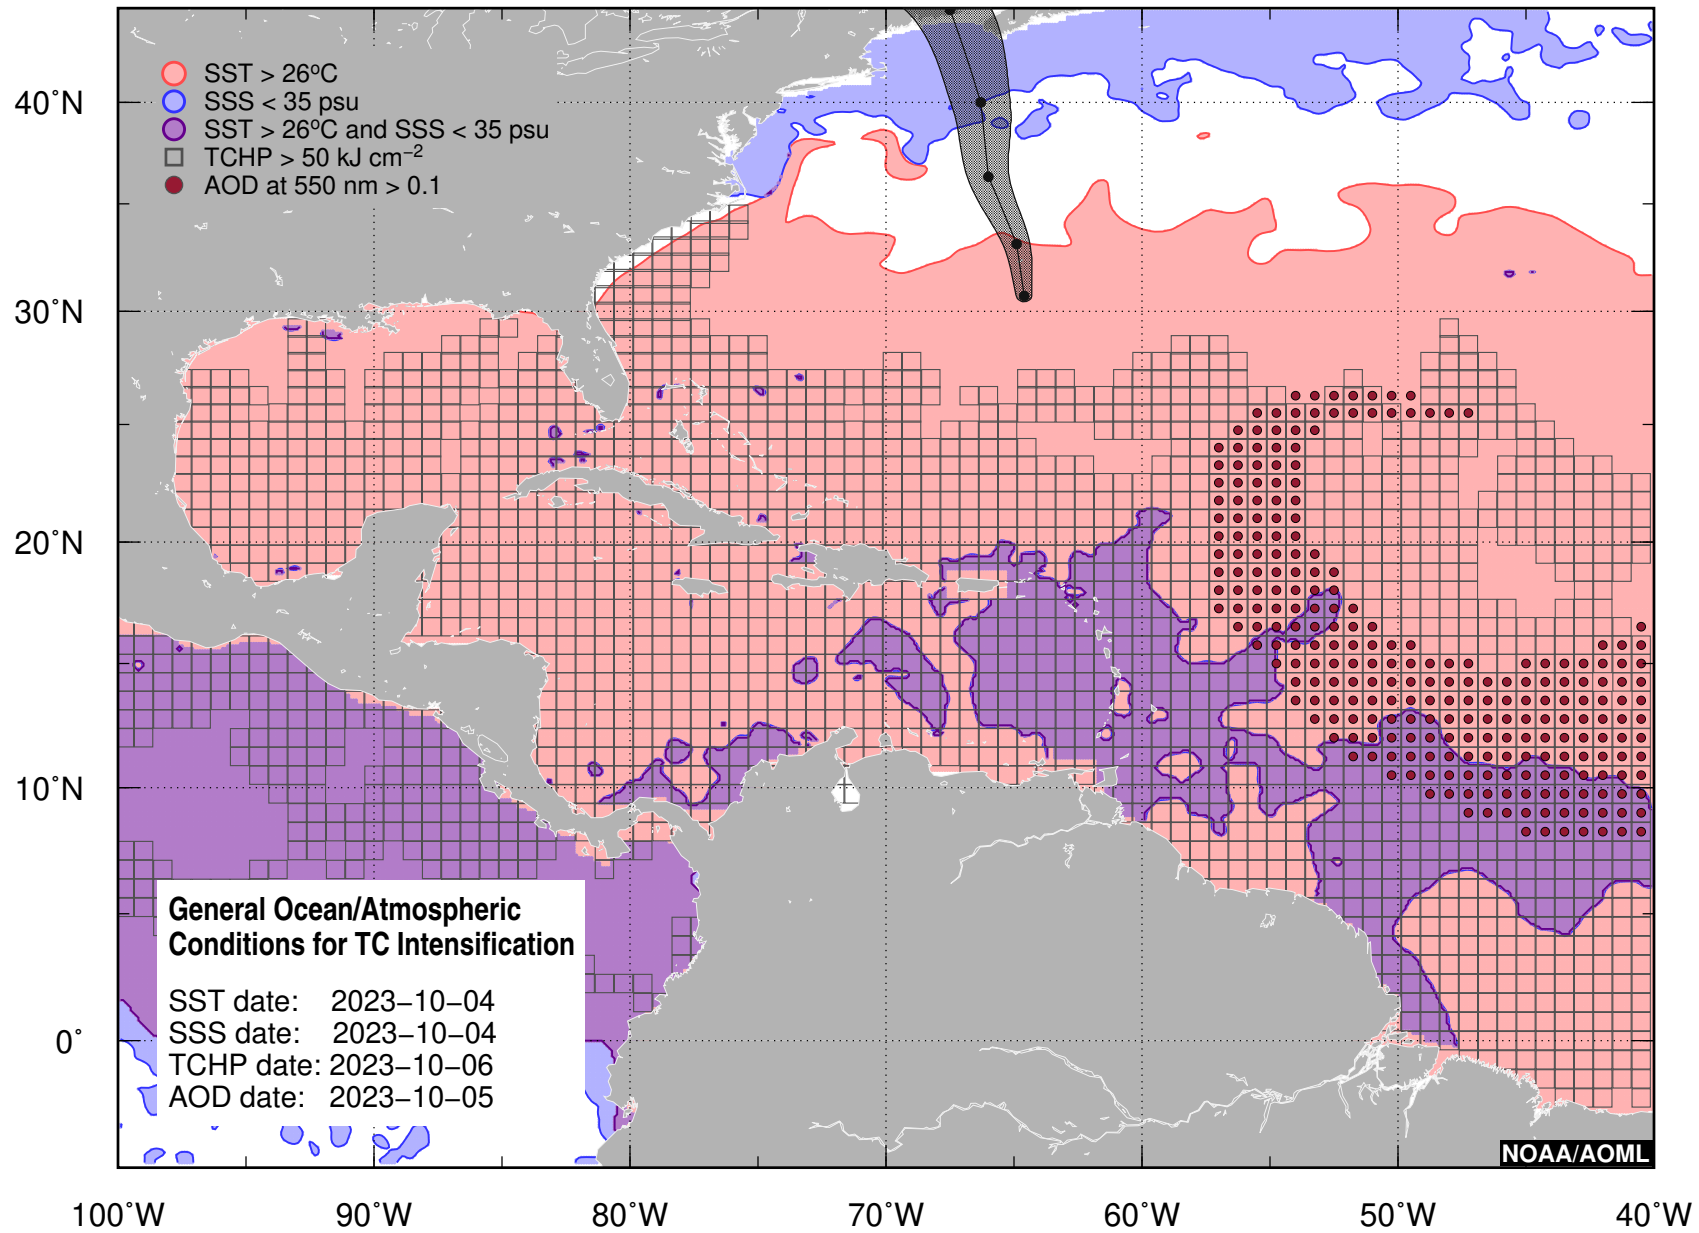 SST > 26°C
SSS < 35 psu
SST > 26°C and SSS < 35 psu
TCHP > 50 kJ cm⁻²
AOD at 550 nm > 0.1
40˚N
30˚N
20˚N
10˚N
0˚
General Ocean/Atmospheric
Conditions for TC Intensification
SST date: 2023−10−04
SSS date: 2023−10−04
TCHP date: 2023−10−06
AOD date: 2023−10−05
NOAA/AOML
100˚W 90˚W 80˚W 70˚W 60˚W 50˚W 40˚W